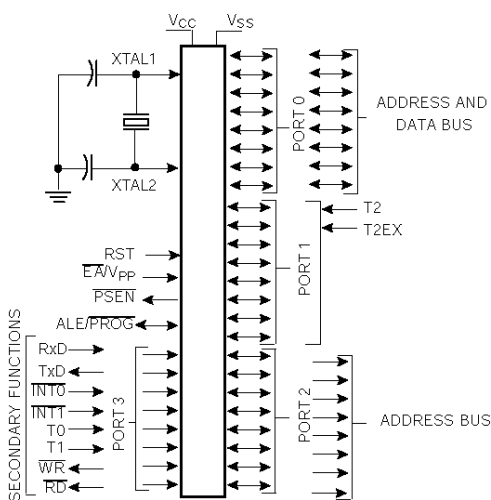 VCC VSS
XTAL1
XTAL2
PORT 0
ADDRESS AND
DATA BUS
PORT 1
T2
T2EX
RST
EA/VPP
PSEN
ALE/PROG
SECONDARY FUNCTIONS
RxD
TxD
INT0
INT1
T0
T1
WR
RD
PORT 3
PORT 2
ADDRESS BUS